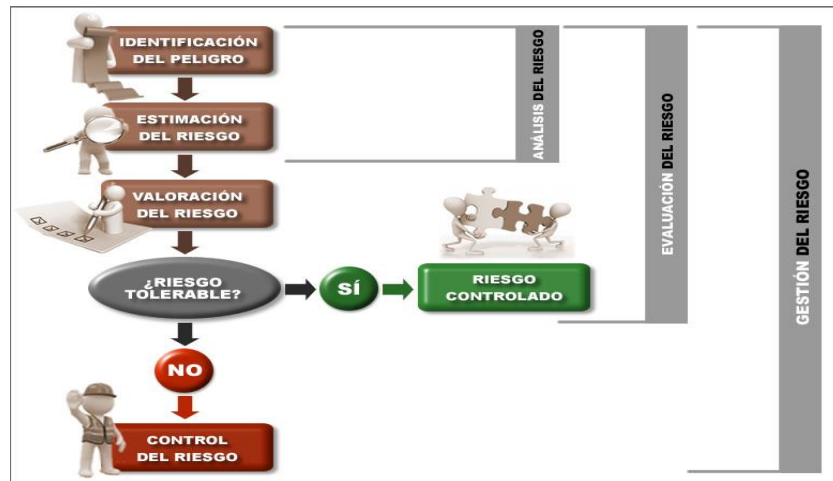 IDENTIFICACIÓN
DEL PELIGRO
ESTIMACIÓN
DEL RIESGO
VALORACIÓN
DEL RIESGO
¿RIESGO
TOLERABLE?
SÍ
RIESGO
CONTROLADO
NO
CONTROL
DEL RIESGO
ANÁLISIS DEL RIESGO
EVALUACIÓN DEL RIESGO
GESTIÓN DEL RIESGO